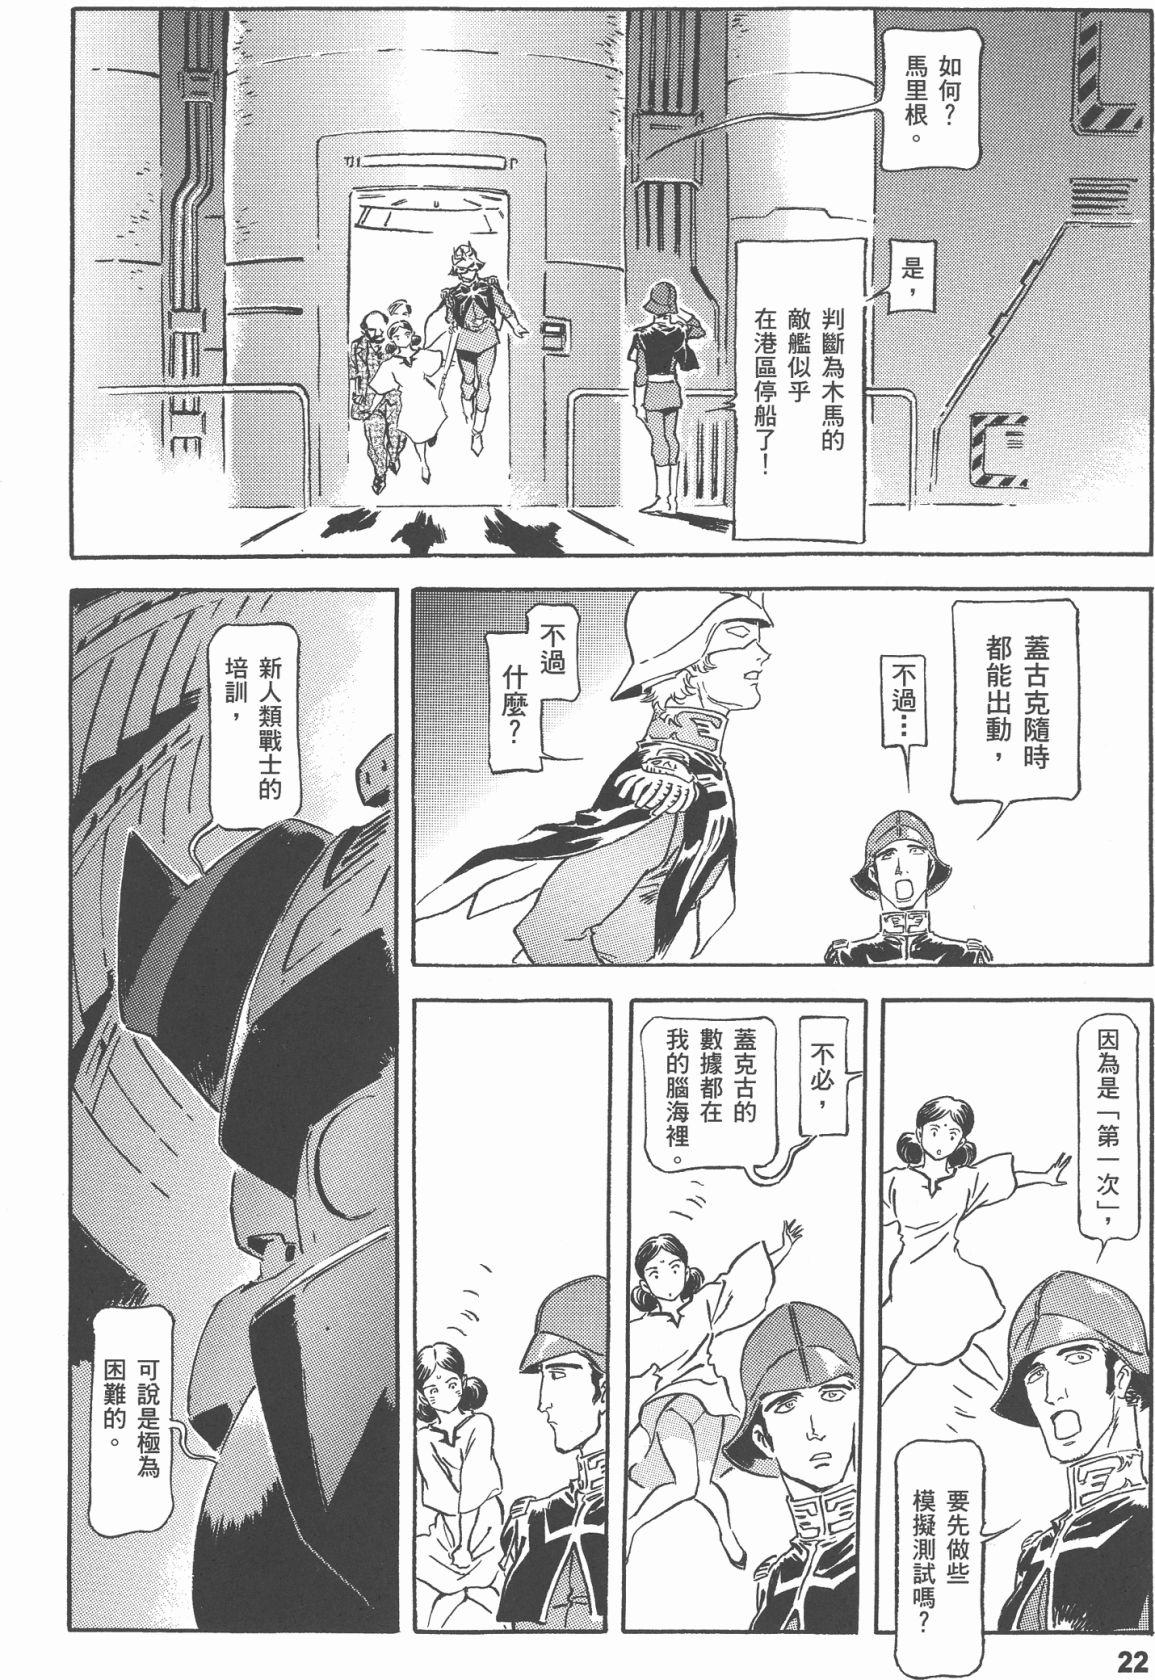 如何？
馬里根。
是，
判斷為木馬的
敵艦似乎
在港區停船了！
蓋古克隨時
都能出動，
不過…
不過
什麼？
因為是「第一次」，
要先做些
模擬測試嗎？
不必，
蓋克古的
數據都在
我的腦海裡。
新人類戰士的
培訓，
可說是極為
困難的。
22